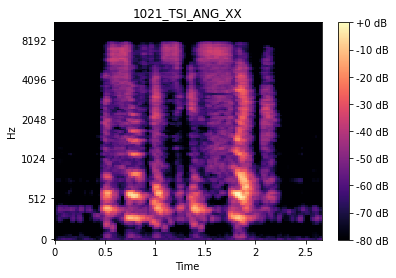 1021_TSI_ANG_XX
+0 dB
8192
-10 dB
4096
-20 dB
-30 dB
2048
-40 dB
Hz
1024
-50 dB
512
-60 dB
-70 dB
0
-80 dB
0 0.5 1 1.5 2 2.5
Time